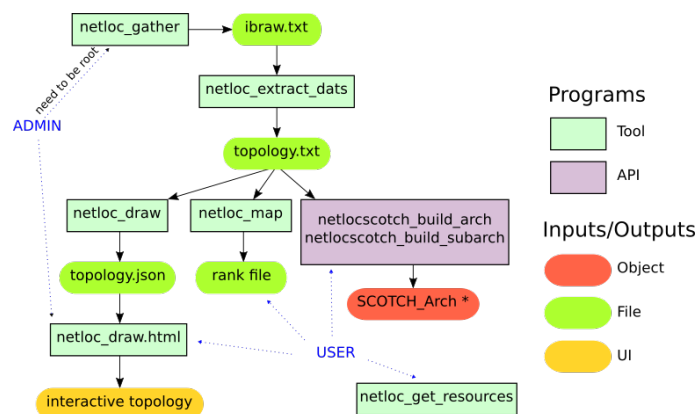 netloc_gather
ibraw.txt
need to be root
netloc_extract_dats
ADMIN
topology.txt
netloc_draw
netloc_map
netlocscotch_build_arch
netlocscotch_build_subarch
topology.json
rank file
SCOTCH_Arch *
netloc_draw.html
USER
interactive topology
netloc_get_resources
Programs
Tool
API
Inputs/Outputs
Object
File
UI